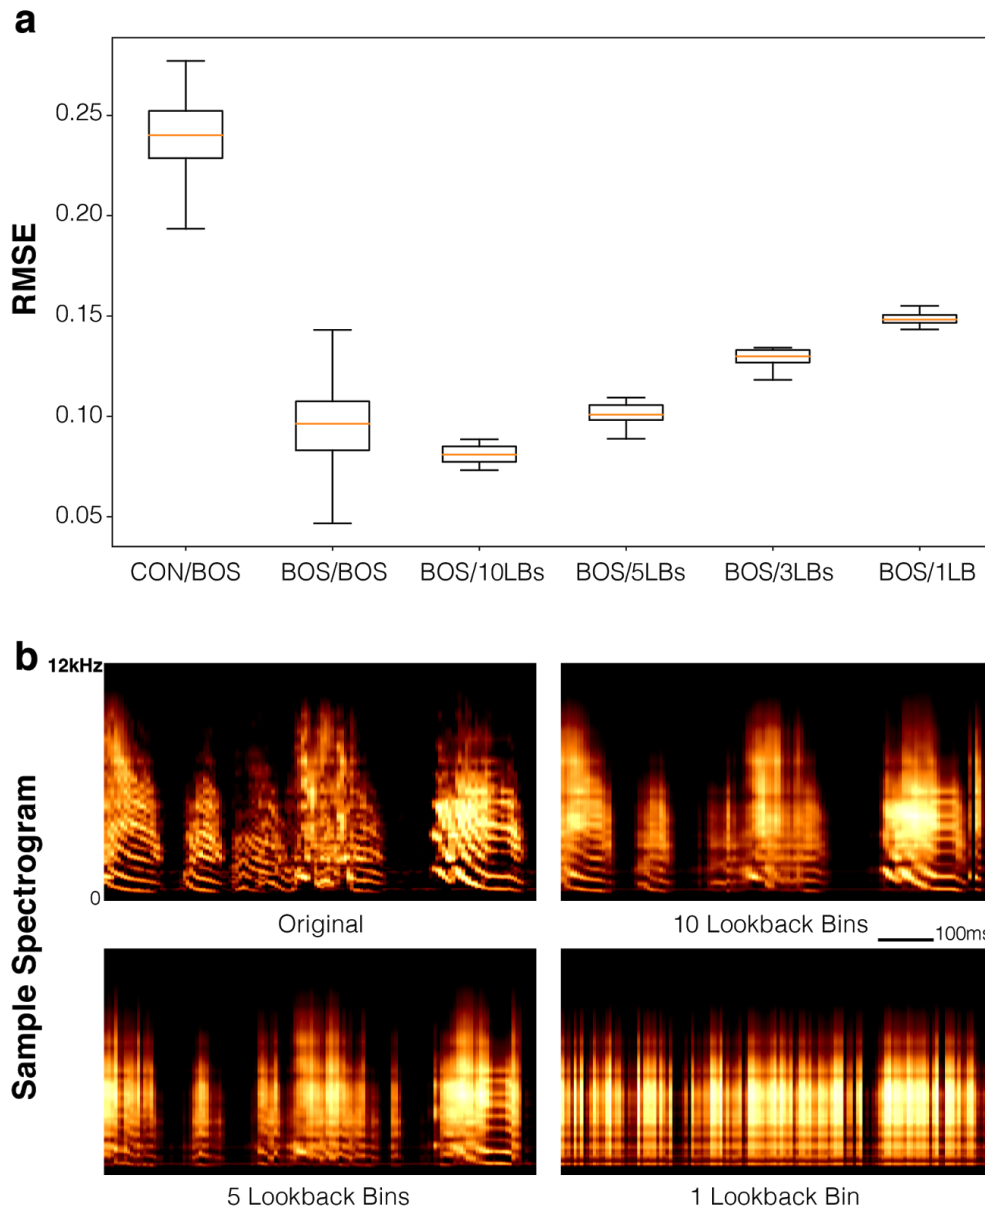 a
RMSE
0.25
0.20
0.15
0.10
0.05
CON/BOS BOS/BOS BOS/10LBs BOS/5LBs BOS/3LBs BOS/1LB
b
Sample Spectrogram
12kHz
0
Original
10 Lookback Bins
100ms
5 Lookback Bins
1 Lookback Bin